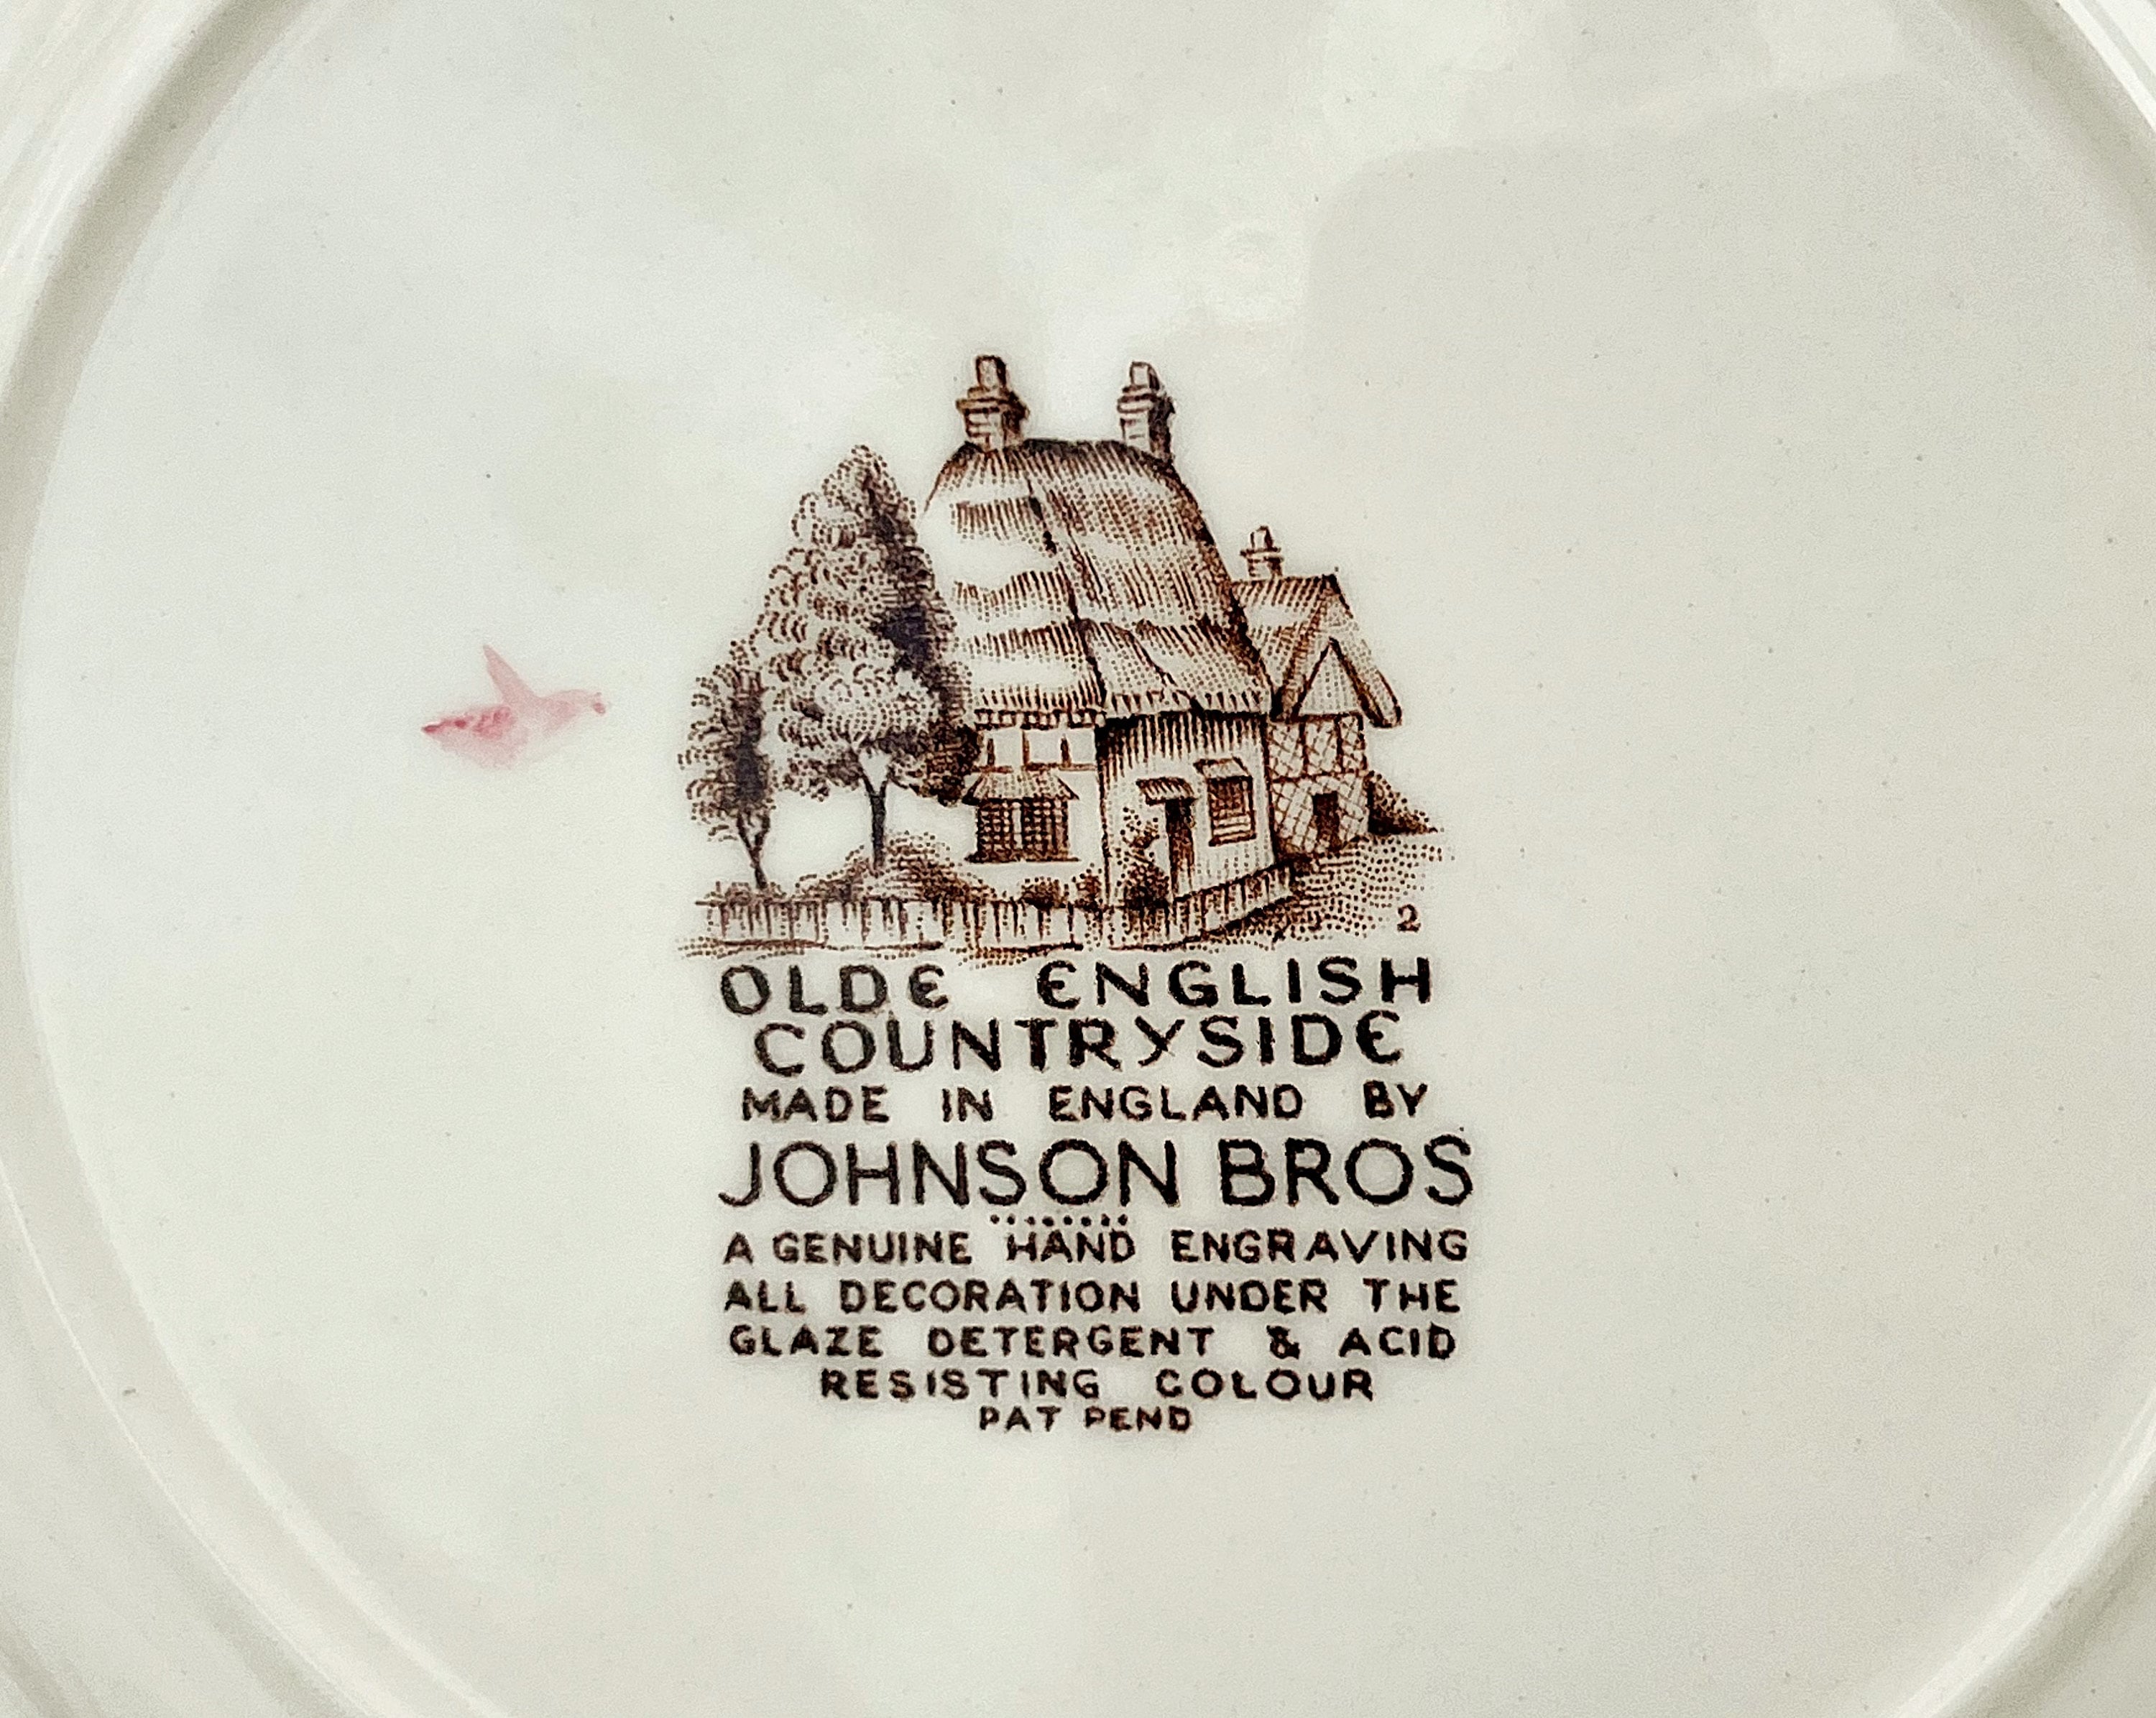 2
OLDE ENGLISH
COUNTRYSIDE
MADE IN ENGLAND BY
JOHNSON BROS
A GENUINE HAND ENGRAVING
ALL DECORATION UNDER THE
GLAZE DETERGENT & ACID
RESISTING COLOUR
PAT PEND